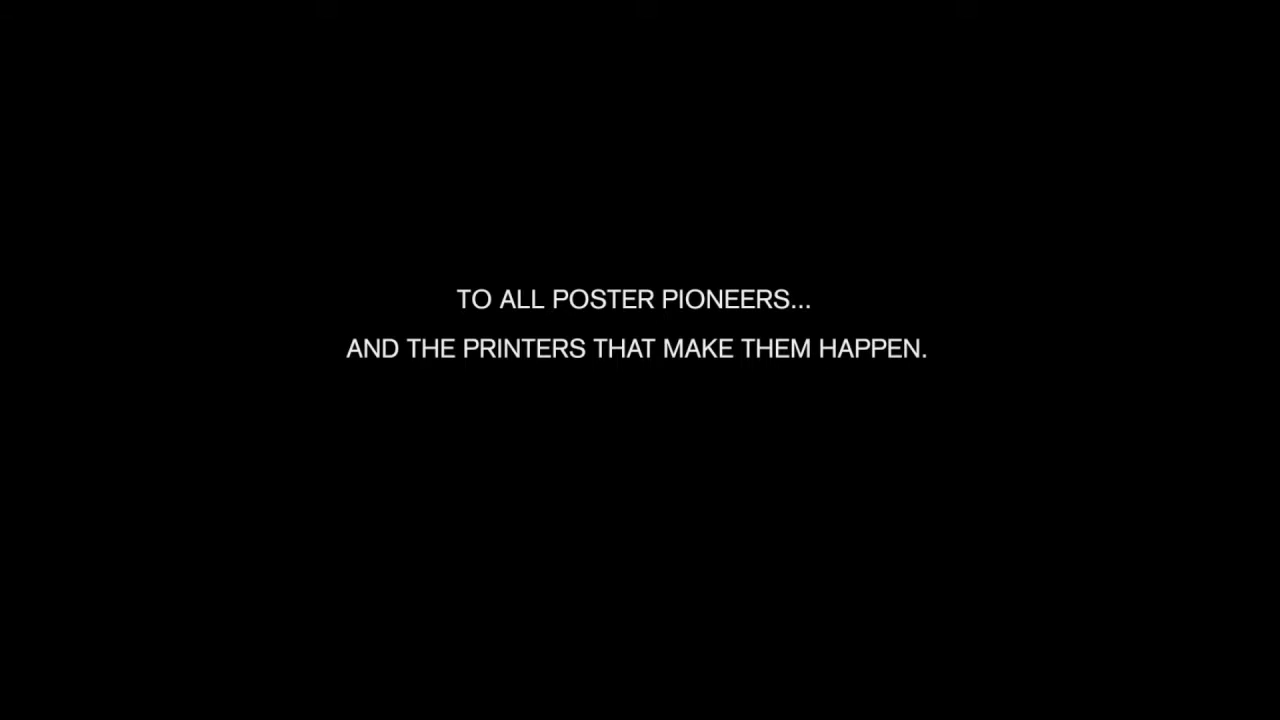 TO ALL POSTER PIONEERS...
AND THE PRINTERS THAT MAKE THEM HAPPEN.